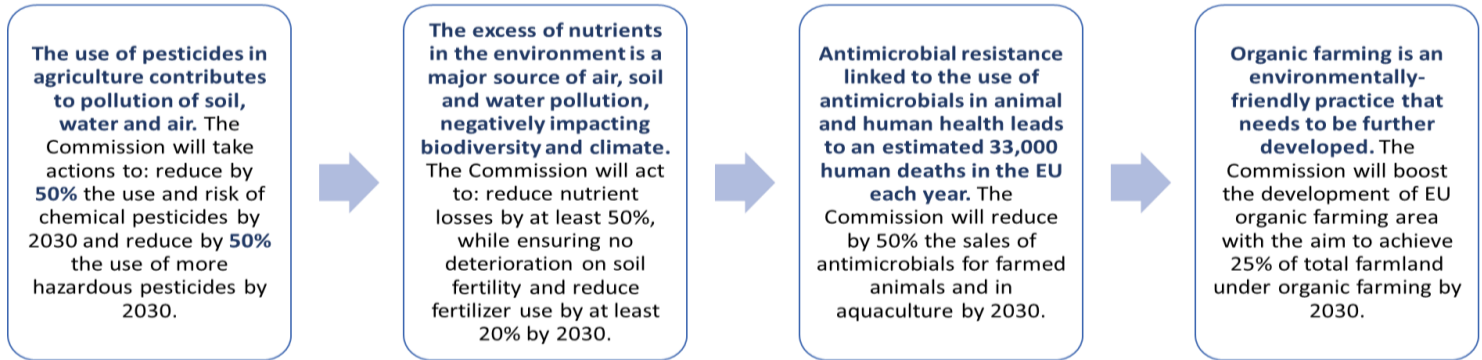 The use of pesticides in
agriculture contributes
to pollution of soil,
water and air. The
Commission will take
actions to: reduce by
50% the use and risk of
chemical pesticides by
2030 and reduce by 50%
the use of more
hazardous pesticides by
2030.
The excess of nutrients
in the environment is a
major source of air, soil
and water pollution,
negatively impacting
biodiversity and climate.
The Commission will act
to: reduce nutrient
losses by at least 50%,
while ensuring no
deterioration on soil
fertility and reduce
fertilizer use by at least
20% by 2030.
Antimicrobial resistance
linked to the use of
antimicrobials in animal
and human health leads
to an estimated 33,000
human deaths in the EU
each year. The
Commission will reduce
by 50% the sales of
antimicrobials for farmed
animals and in
aquaculture by 2030.
Organic farming is an
environmentally-
friendly practice that
needs to be further
developed. The
Commission will boost
the development of EU
organic farming area
with the aim to achieve
25% of total farmland
under organic farming by
2030.